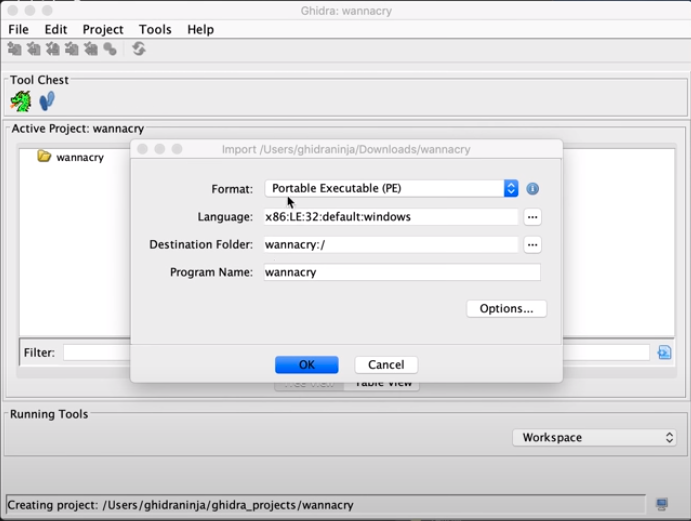 Ghidra: wannacry
File Edit Project Tools Help
Tool Chest
Active Project: wannacry
wannacry
Import /Users/ghidraninja/Downloads/wannacry
Format: Portable Executable (PE)
Language: x86:LE:32:default:windows ...
Destination Folder: wannacry:/ ...
Program Name: wannacry
Options...
Filter:
OK Cancel
Table View
Running Tools
Workspace
Creating project: /Users/ghidraninja/ghidra_projects/wannacry